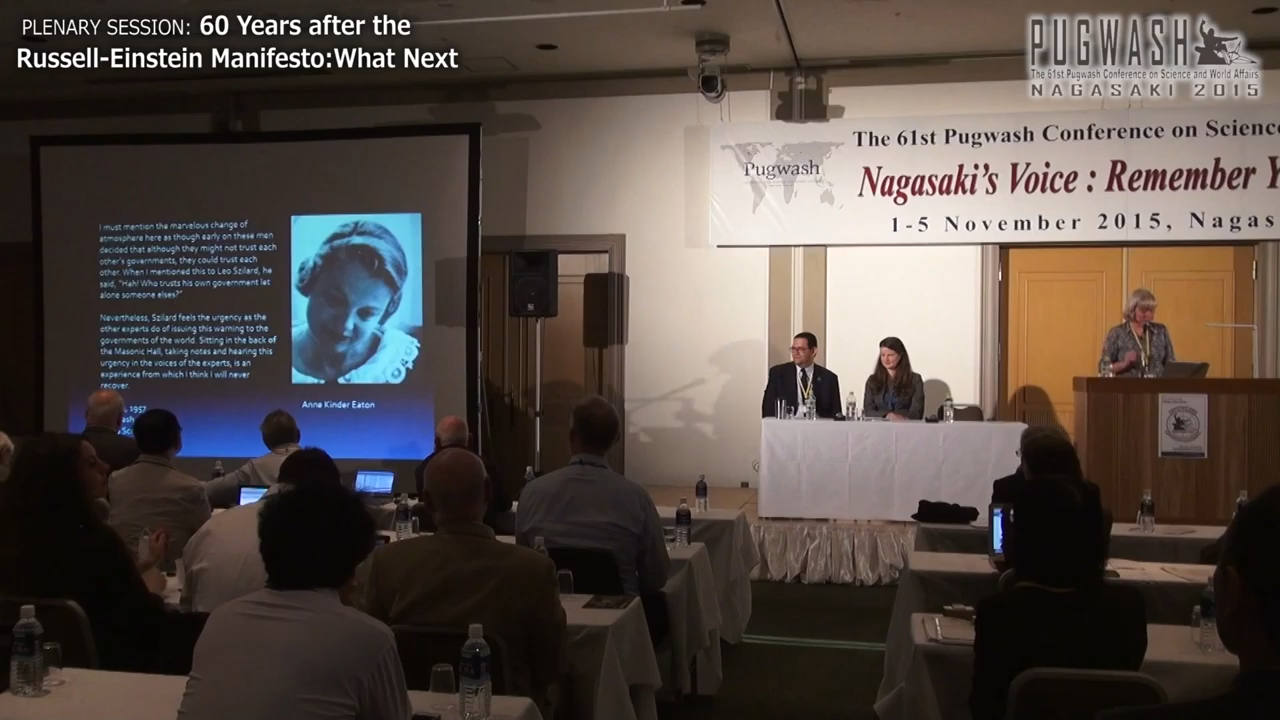 PLENARY SESSION: 60 Years after the
Russell-Einstein Manifesto:What Next
PUGWASH
The 61st Pugwash Conference on Science and World Affairs
NAGASAKI 2015
The 61st Pugwash Conference on Science
Pugwash
Nagasaki's Voice : Remember Y
1-5 November 2015, Nagas
I must mention the marvelous change of
atmosphere here as though early on these men
decided that although they might not trust each
other's governments, they could trust each
other. When I mentioned this to Leo Szilard, he
said, "Hah! Who trusts his own government let
alone someone elses?"
Nevertheless, Szilard feels the urgency as the
other experts do of issuing this warning to the
governments of the world. Sitting in the back of
the Masonic Hall, taking notes and hearing this
urgency in the voices of the experts, is an
experience from which I think I will never
recover.
1957
Anne Kinder Eaton